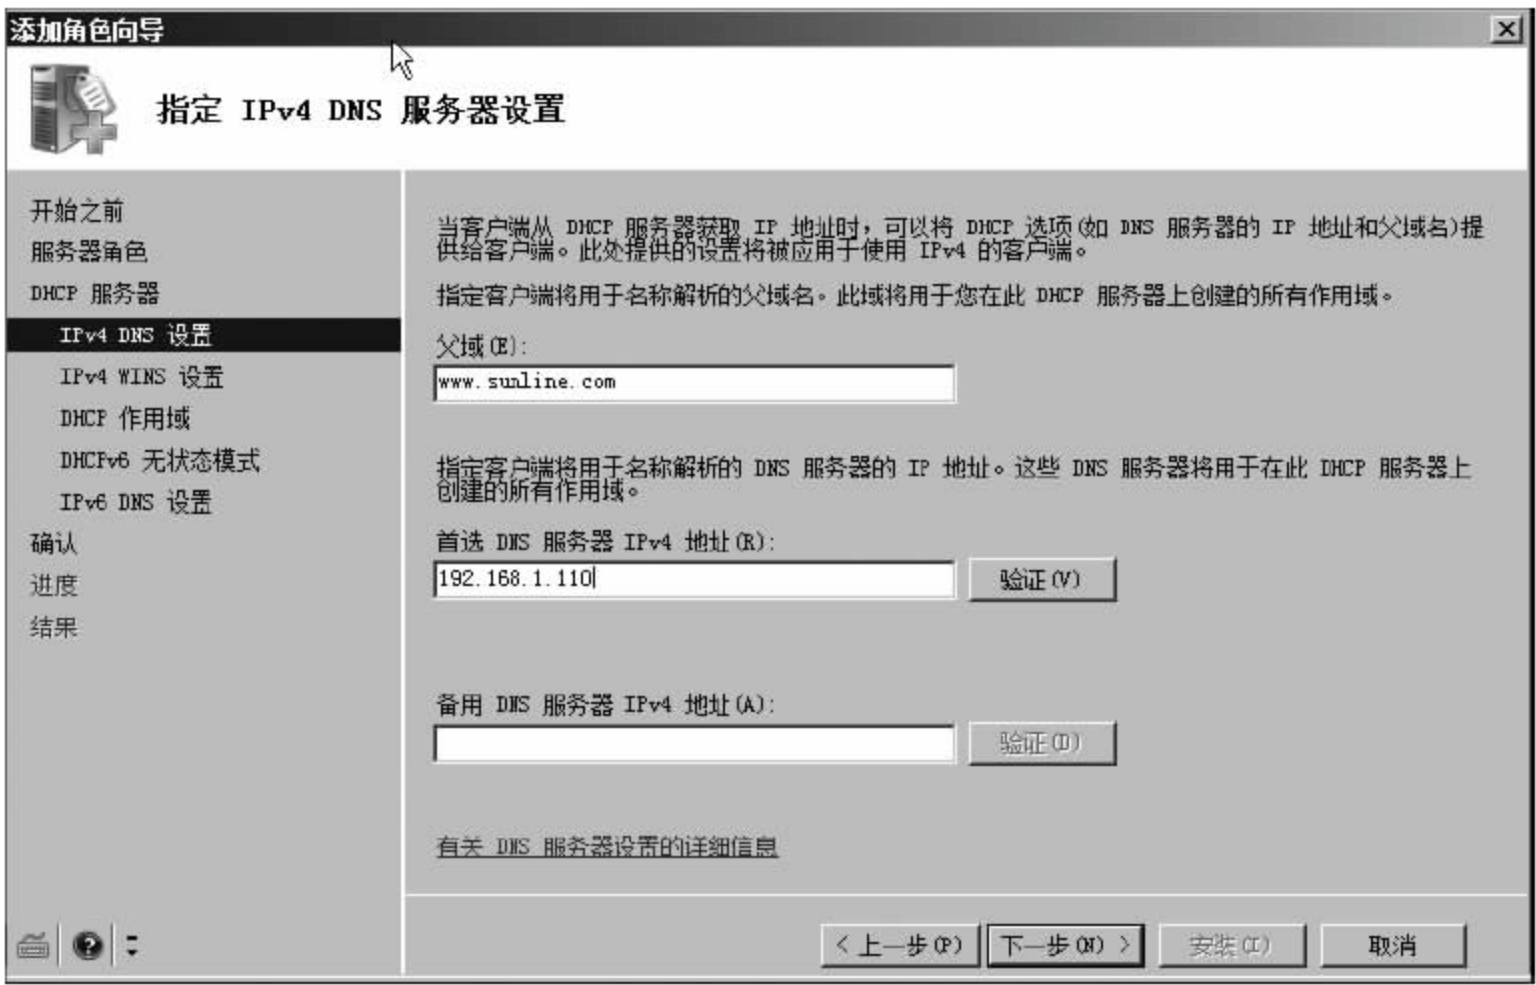 添加角色向导
指定 IPv4 DNS 服务器设置
开始之前
服务器角色
DHCP 服务器
IPv4 DNS 设置
IPv4 WINS 设置
DHCP 作用域
DHCPv6 无状态模式
IPv6 DNS 设置
确认
进度
结果
当客户端从 DHCP 服务器获取 IP 地址时，可以将 DHCP 选项(如 DNS 服务器的 IP 地址和父域名)提
供给客户端。此处提供的设置将被应用于使用 IPv4 的客户端。
指定客户端将用于名称解析的父域名。此域将用于您在此 DHCP 服务器上创建的所有作用域。
父域(E):
www.sunline.com
指定客户端将用于名称解析的 DNS 服务器的 IP 地址。这些 DNS 服务器将用于在此 DHCP 服务器上
创建的所有作用域。
首选 DNS 服务器 IPv4 地址(R):
192.168.1.110
验证(V)
备用 DNS 服务器 IPv4 地址(A):
验证(D)
有关 DNS 服务器设置的详细信息
< 上一步(P)
下一步(N) >
安装(I)
取消